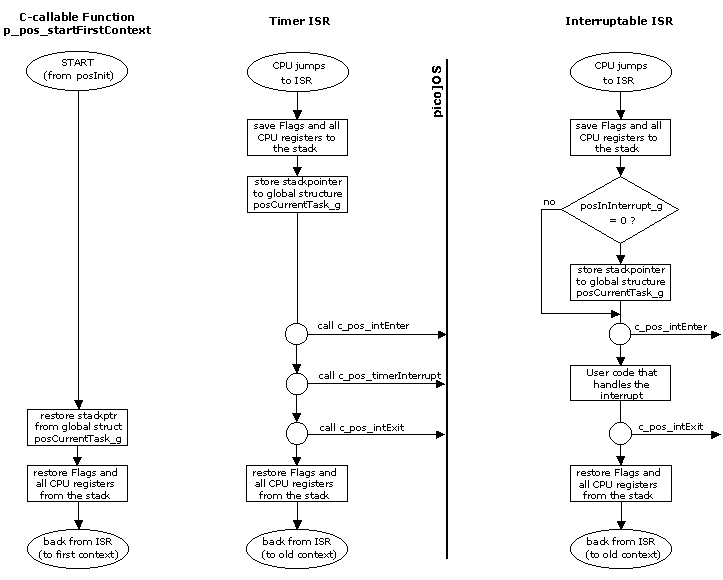 C-callable Function
p_pos_startFirstContext
START
(from posInit)
restore stackptr
from global struct
posCurrentTask_g
restore Flags and
all CPU registers
from the stack
back from ISR
(to first context)
Timer ISR
CPU jumps
to ISR
save Flags and all
CPU registers to
the stack
store stackpointer
to global structure
posCurrentTask_g
call c_pos_intEnter
call c_pos_timerInterrupt
call c_pos_intExit
restore Flags and
all CPU registers
from the stack
back from ISR
(to old context)
pico]OS
Interruptable ISR
CPU jumps
to ISR
save Flags and all
CPU registers to
the stack
no
posInInterrupt_g
= 0 ?
store stackpointer
to global structure
posCurrentTask_g
c_pos_intEnter
User code that
handles the
interrupt
c_pos_intExit
restore Flags and
all CPU registers
from the stack
back from ISR
(to old context)